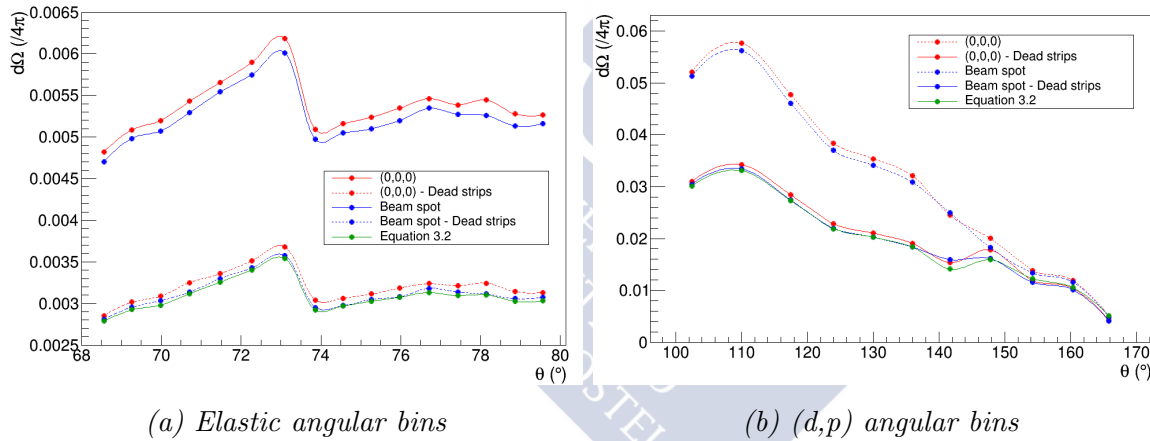 dΩ (/4π)
0.0065
0.006
0.0055
0.005
0.0045
0.004
0.0035
0.003
0.0025
(0,0,0)
(0,0,0) - Dead strips
Beam spot
Beam spot - Dead strips
Equation 3.2
68 70 72 74 76 78 80
θ (°)
dΩ (/4π)
0.06
0.05
0.04
0.03
0.02
0.01
0
(0,0,0)
(0,0,0) - Dead strips
Beam spot
Beam spot - Dead strips
Equation 3.2
100 110 120 130 140 150 160 170
θ (°)
(a) Elastic angular bins
(b) (d,p) angular bins